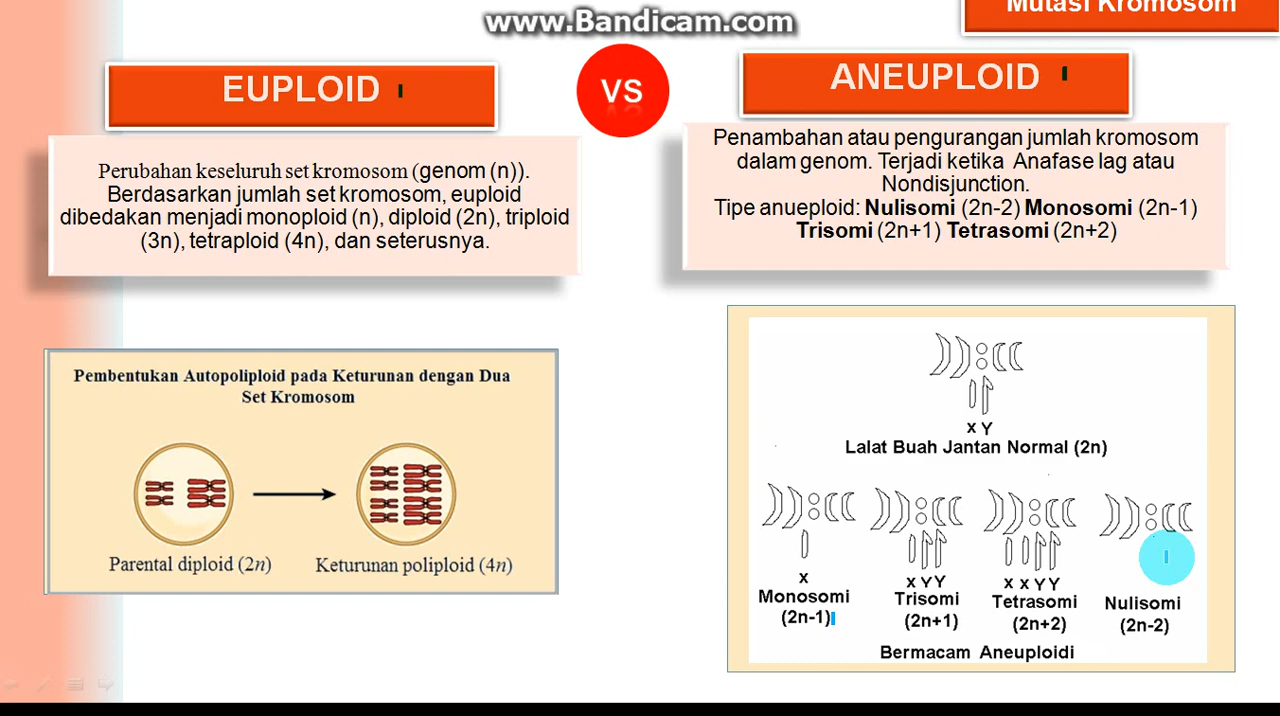 www.Bandicam.com
Mutasi Kromosom
EUPLOID
VS
ANEUPLOID
Perubahan keseluruh set kromosom (genom (n)).
Berdasarkan jumlah set kromosom, euploid
dibedakan menjadi monoploid (n), diploid (2n), triploid
(3n), tetraploid (4n), dan seterusnya.
Penambahan atau pengurangan jumlah kromosom
dalam genom. Terjadi ketika Anafase lag atau
Nondisjunction.
Tipe anueploid: Nulisomi (2n-2) Monosomi (2n-1)
Trisomi (2n+1) Tetrasomi (2n+2)
Pembentukan Autopoliploid pada Keturunan dengan Dua
Set Kromosom
Parental diploid (2n)
Keturunan poliploid (4n)
X Y
Lalat Buah Jantan Normal (2n)
X
Monosomi
(2n-1)
X Y Y
Trisomi
(2n+1)
X X Y Y
Tetrasomi
(2n+2)
Nulisomi
(2n-2)
Bermacam Aneuploidi